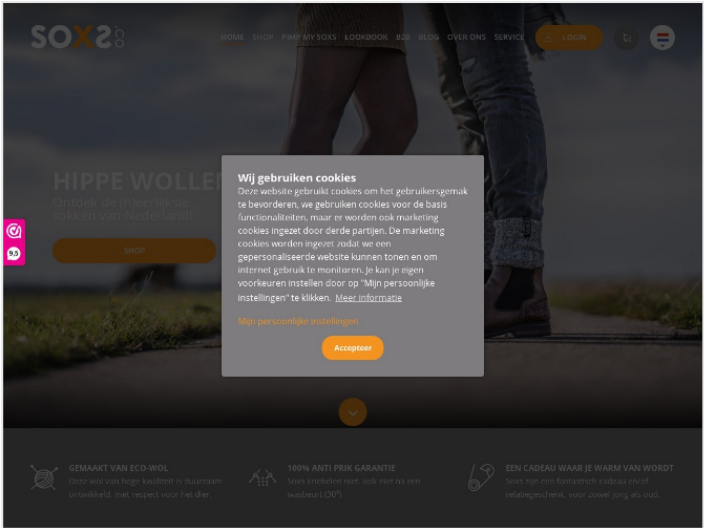 SOXS.co
HOME SHOP PIMP MY SOXS LOOKBOOK B2B BLOG OVER ONS SERVICE LOGIN
HIPPE WOLLEN
Ontdek de (h)eerlijkste
sokken van Nederland!
SHOP
9,5
Wij gebruiken cookies
Deze website gebruikt cookies om het gebruikersgemak
te bevorderen, we gebruiken cookies voor de basis
functionaliteiten, maar er worden ook marketing
cookies ingezet door derde partijen. De marketing
cookies worden ingezet zodat we een
gepersonaliseerde website kunnen tonen en om
internet gebruik te monitoren. Je kan je eigen
voorkeuren instellen door op "Mijn persoonlijke
instellingen" te klikken. Meer informatie
Mijn persoonlijke instellingen
Accepteer
GEMAAKT VAN ECO-WOL
Deze wol van hoge kwaliteit is duurzaam
ontwikkeld, met respect voor het dier.
100% ANTI PRIK GARANTIE
Soxs kriebelen niet, ook niet na een
wasbeurt (30°)
EEN CADEAU WAAR JE WARM VAN WORDT
Soxs zijn een fantastisch cadeau en/of
relatiegeschenk, voor zowel jong als oud.